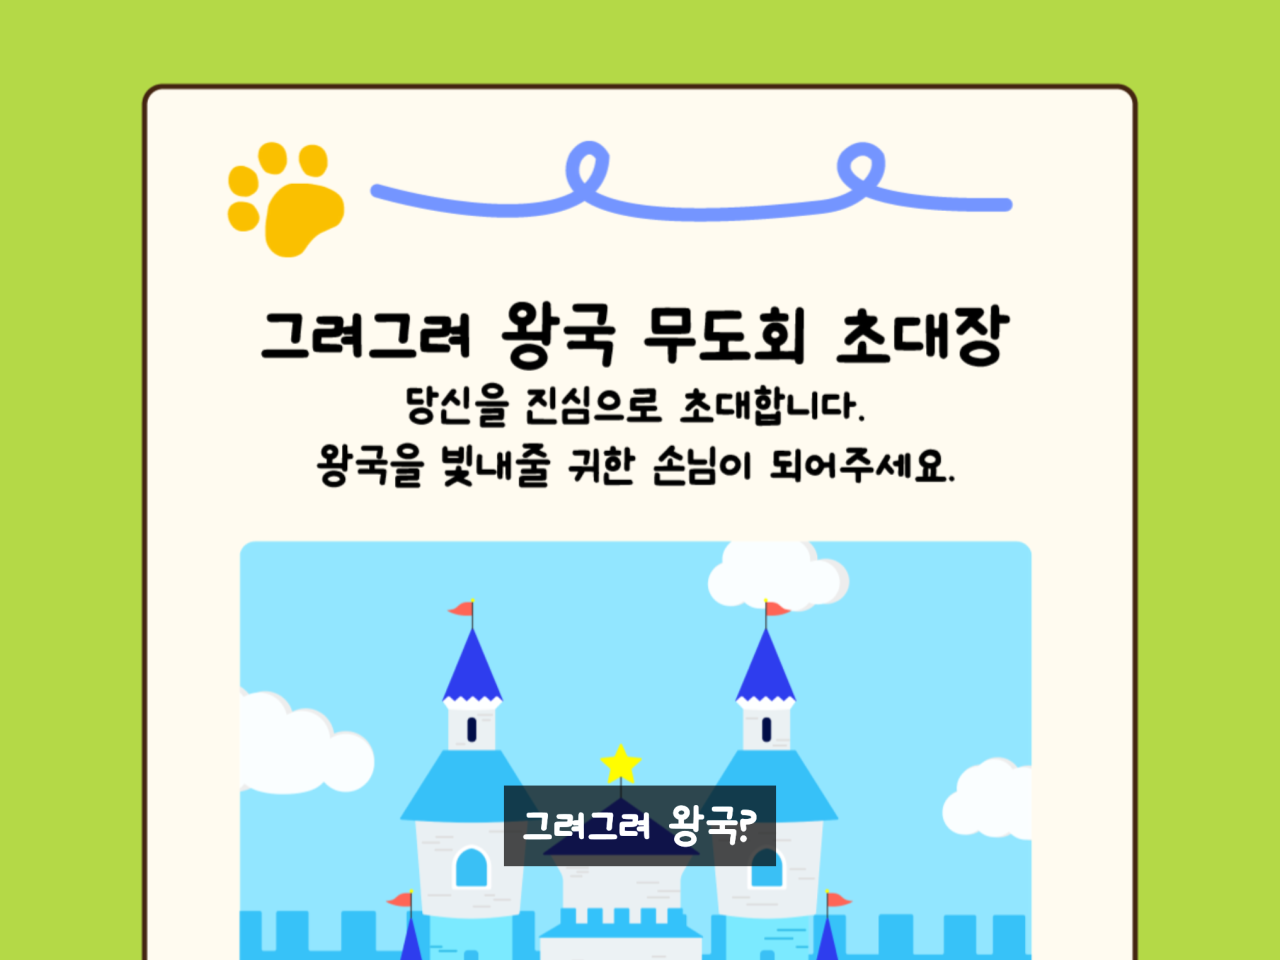 그려그려 왕국 무도회 초대장
당신을 진심으로 초대합니다.
왕국을 빛내줄 귀한 손님이 되어주세요.
그려그려 왕국?